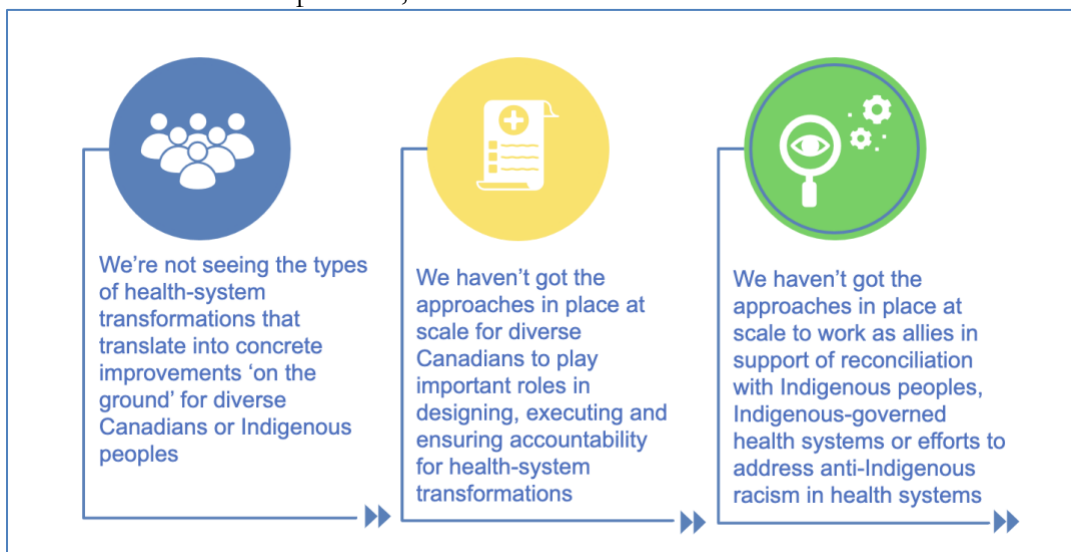 We're not seeing the types
of health-system
transformations that
translate into concrete
improvements ‘on the
ground’ for diverse
Canadians or Indigenous
peoples
We haven’t got the
approaches in place at
scale for diverse
Canadians to play
important roles in
designing, executing and
ensuring accountability
for health-system
transformations
We haven’t got the
approaches in place at
scale to work as allies in
support of reconciliation
with Indigenous peoples,
Indigenous-governed
health systems or efforts to
address anti-Indigenous
racism in health systems